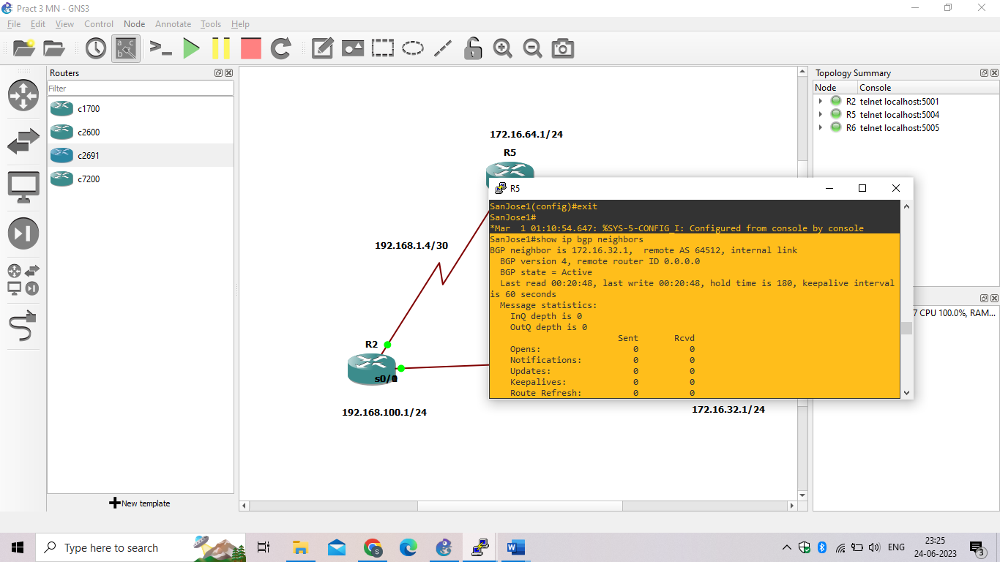 Pract 3 MN - GNS3
File Edit View Control Node Annotate Tools Help
Routers
Filter
c1700
c2600
c2691
c7200
New template
172.16.64.1/24
R5
192.168.1.4/30
R2
192.168.100.1/24
172.16.32.1/24
Topology Summary
Node Console
R2 telnet localhost:5001
R5 telnet localhost:5004
R6 telnet localhost:5005
7 CPU 100.0%, RAM...
R5
SanJose1(config)#exit
SanJose1#
*Mar  1 01:10:54.647: %SYS-5-CONFIG_I: Configured from console by console
SanJose1#show ip bgp neighbors
BGP neighbor is 172.16.32.1,  remote AS 64512, internal link
BGP version 4, remote router ID 0.0.0.0
BGP state = Active
Last read 00:20:48, last write 00:20:48, hold time is 180, keepalive interval
is 60 seconds
Message statistics:
InQ depth is 0
OutQ depth is 0
Sent Rcvd
Opens: 0 0
Notifications: 0 0
Updates: 0 0
Keepalives: 0 0
Route Refresh: 0 0
Type here to search
ENG
23:25
24-06-2023
3